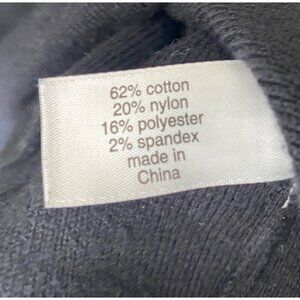 62% cotton
20% nylon
16% polyester
2% spandex
made in
China